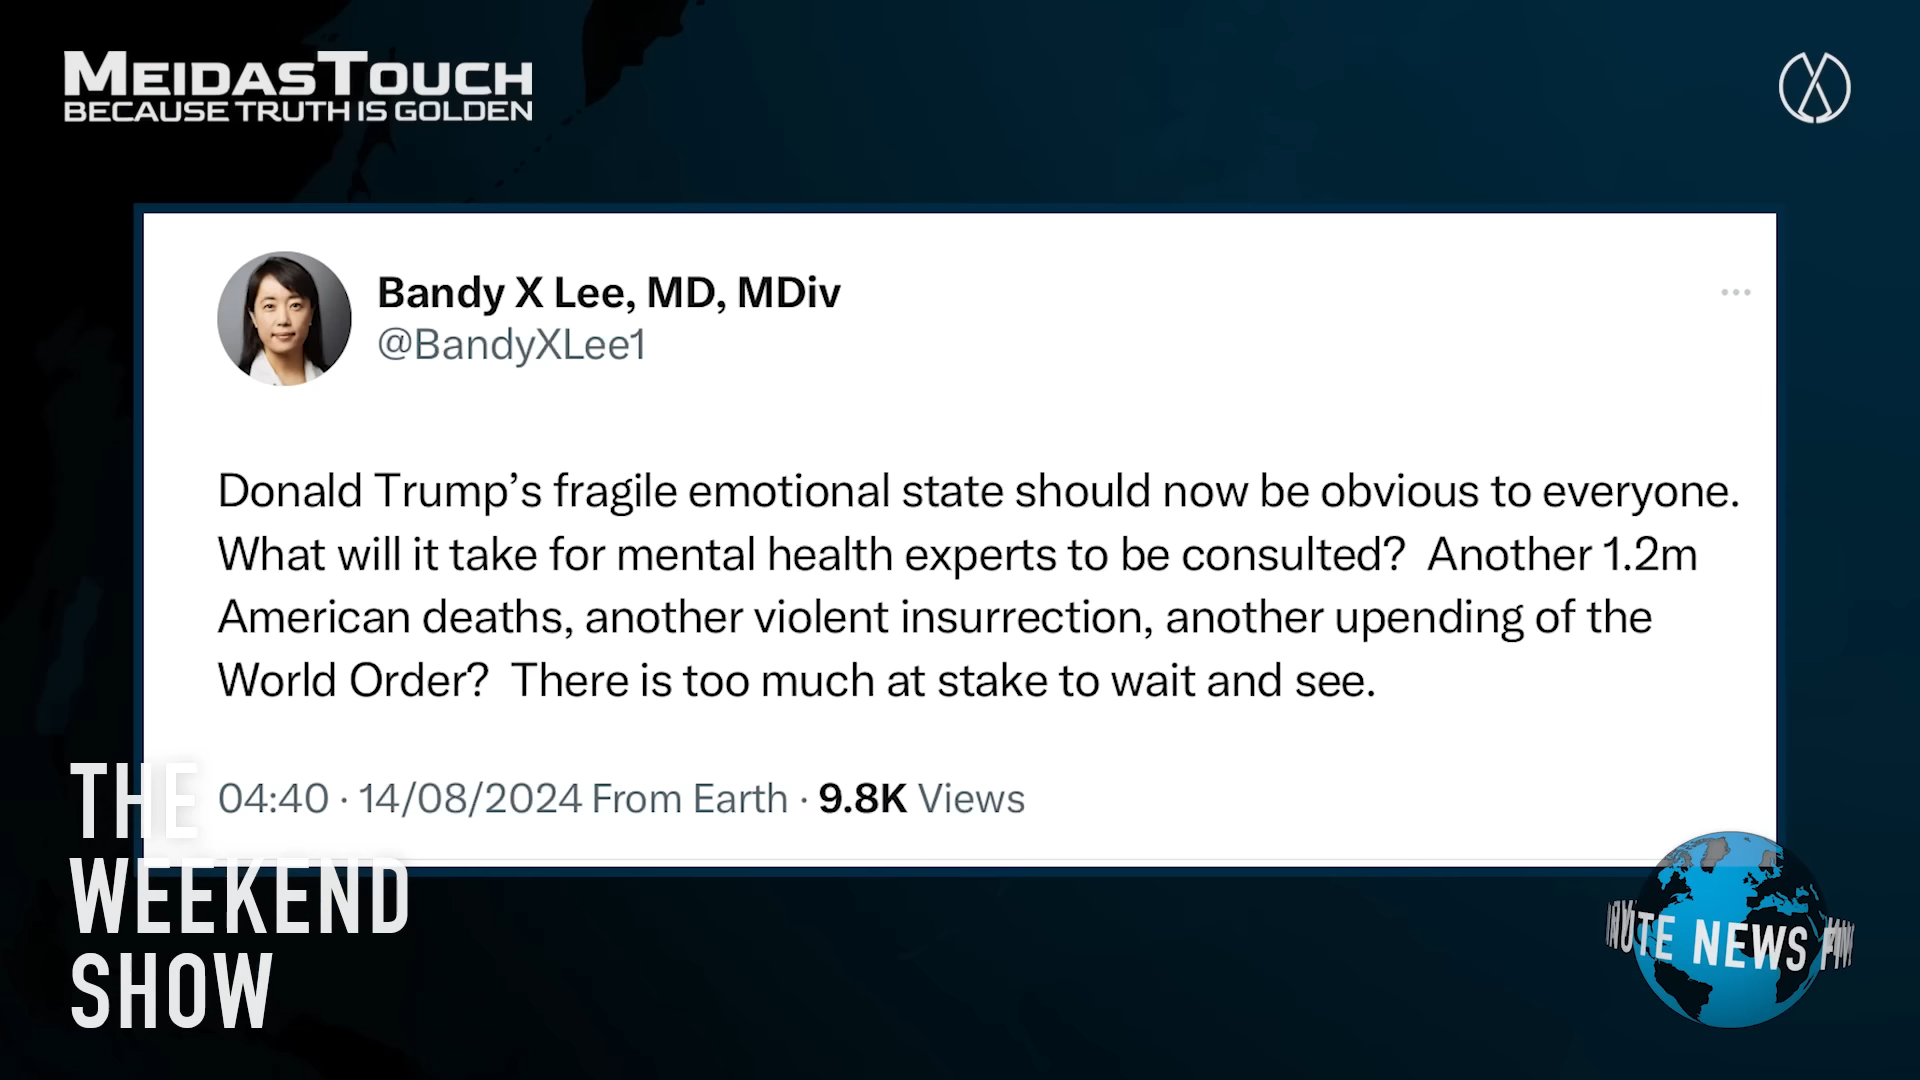 MEIDASTOUCH
BECAUSE TRUTH IS GOLDEN
Bandy X Lee, MD, MDiv
@BandyXLee1
Donald Trump’s fragile emotional state should now be obvious to everyone.
What will it take for mental health experts to be consulted?  Another 1.2m
American deaths, another violent insurrection, another upending of the
World Order?  There is too much at stake to wait and see.
04:40 · 14/08/2024 From Earth · 9.8K Views
THE
WEEKEND
SHOW
NEWS